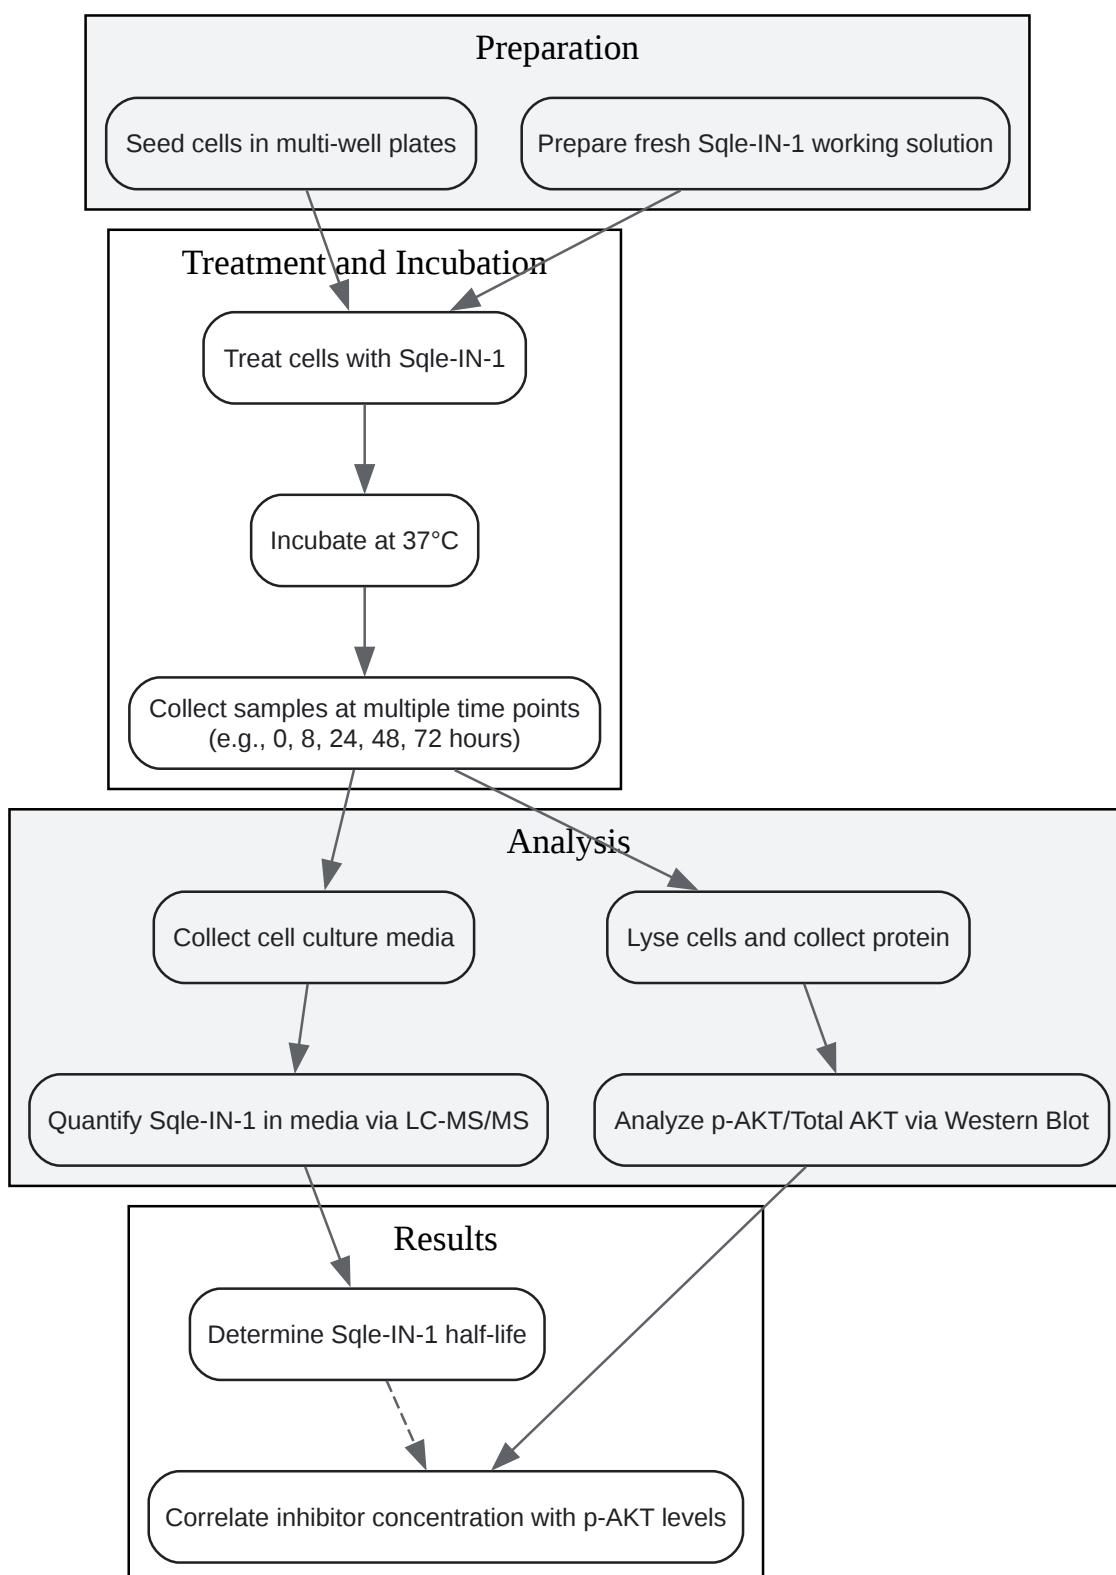 Preparation
Seed cells in multi-well plates
Prepare fresh Sqle-IN-1 working solution
Treatment and Incubation
Treat cells with Sqle-IN-1
Incubate at 37°C
Collect samples at multiple time points
(e.g., 0, 8, 24, 48, 72 hours)
Analysis
Collect cell culture media
Lyse cells and collect protein
Quantify Sqle-IN-1 in media via LC-MS/MS
Analyze p-AKT/Total AKT via Western Blot
Results
Determine Sqle-IN-1 half-life
Correlate inhibitor concentration with p-AKT levels